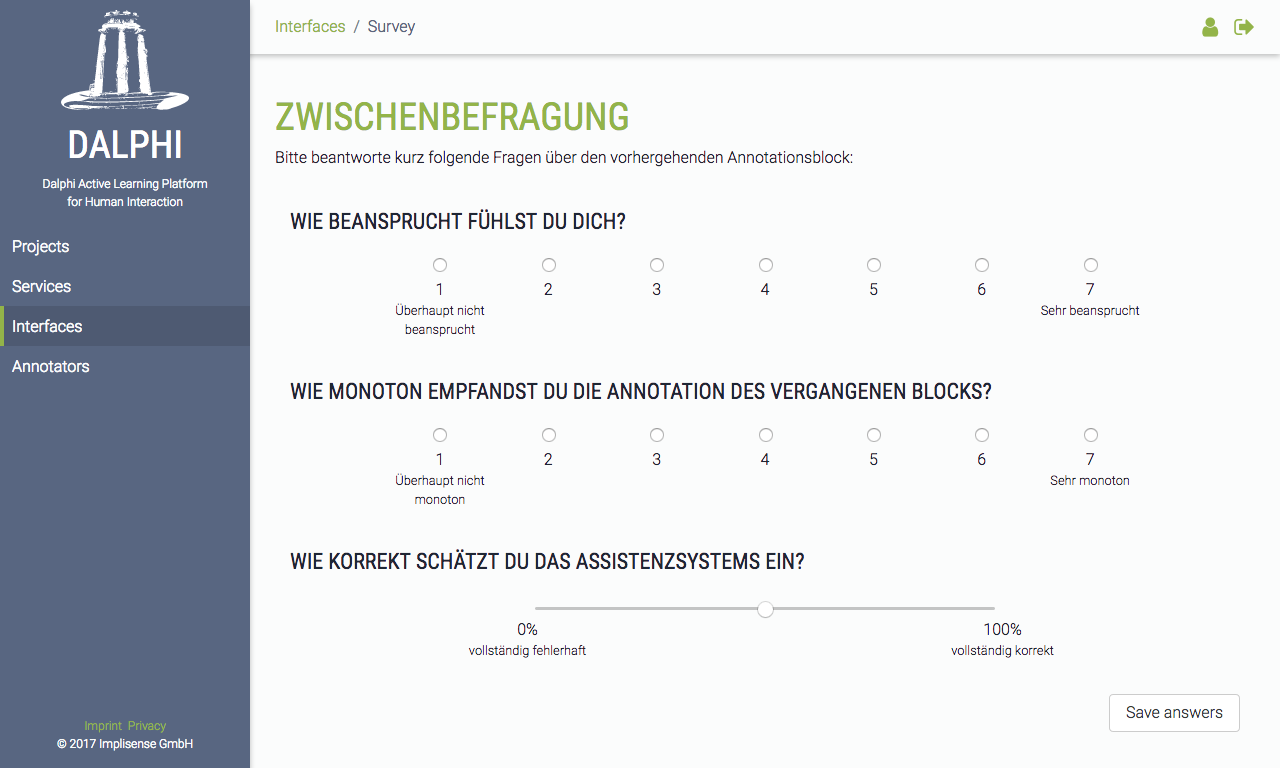 DALPHI
Dalphi Active Learning Platform
for Human Interaction
Projects
Services
Interfaces
Annotators
Imprint Privacy
© 2017 Implisense GmbH
Interfaces / Survey
ZWISCHENBEFRAGUNG
Bitte beantworte kurz folgende Fragen über den vorhergehenden Annotationsblock:
WIE BEANSPRUCHT FÜHLST DU DICH?
1 2 3 4 5 6 7
Überhaupt nicht Sehr beansprucht
beansprucht
WIE MONOTON EMPFANDST DU DIE ANNOTATION DES VERGANGENEN BLOCKS?
1 2 3 4 5 6 7
Überhaupt nicht Sehr monoton
monoton
WIE KORREKT SCHÄTZT DU DAS ASSISTENZSYSTEMS EIN?
0% 100%
vollständig fehlerhaft vollständig korrekt
Save answers